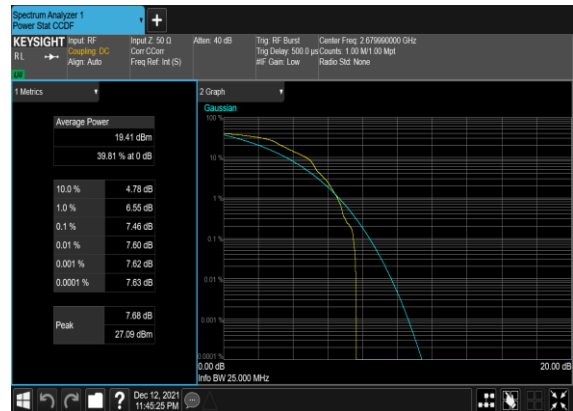 Spectrum Analyzer 1
Power Stat CCDF
KEYSIGHT
RL
LXI
Input: RF
Coupling: DC
Align: Auto
Input Z: 50 Ω
Corr CCorr
Freq Ref: Int (S)
Atten: 40 dB
Trig: RF Burst
Trig Delay: 500.0 µs
#IF Gain: Low
Center Freq: 2.679990000 GHz
Counts: 1.00 M/1.00 Mpt
Radio Std: None
1 Metrics
Average Power
19.41 dBm
39.81 % at 0 dB
10.0 % 4.78 dB
1.0 % 6.55 dB
0.1 % 7.46 dB
0.01 % 7.60 dB
0.001 % 7.62 dB
0.0001 % 7.63 dB
Peak
7.68 dB
27.09 dBm
2 Graph
Gaussian
100 %
10 %
1 %
0.1 %
0.01 %
0.001 %
0.0001 %
0.00 dB 20.00 dB
Info BW 25.000 MHz
?
Dec 12, 2021
11:45:25 PM